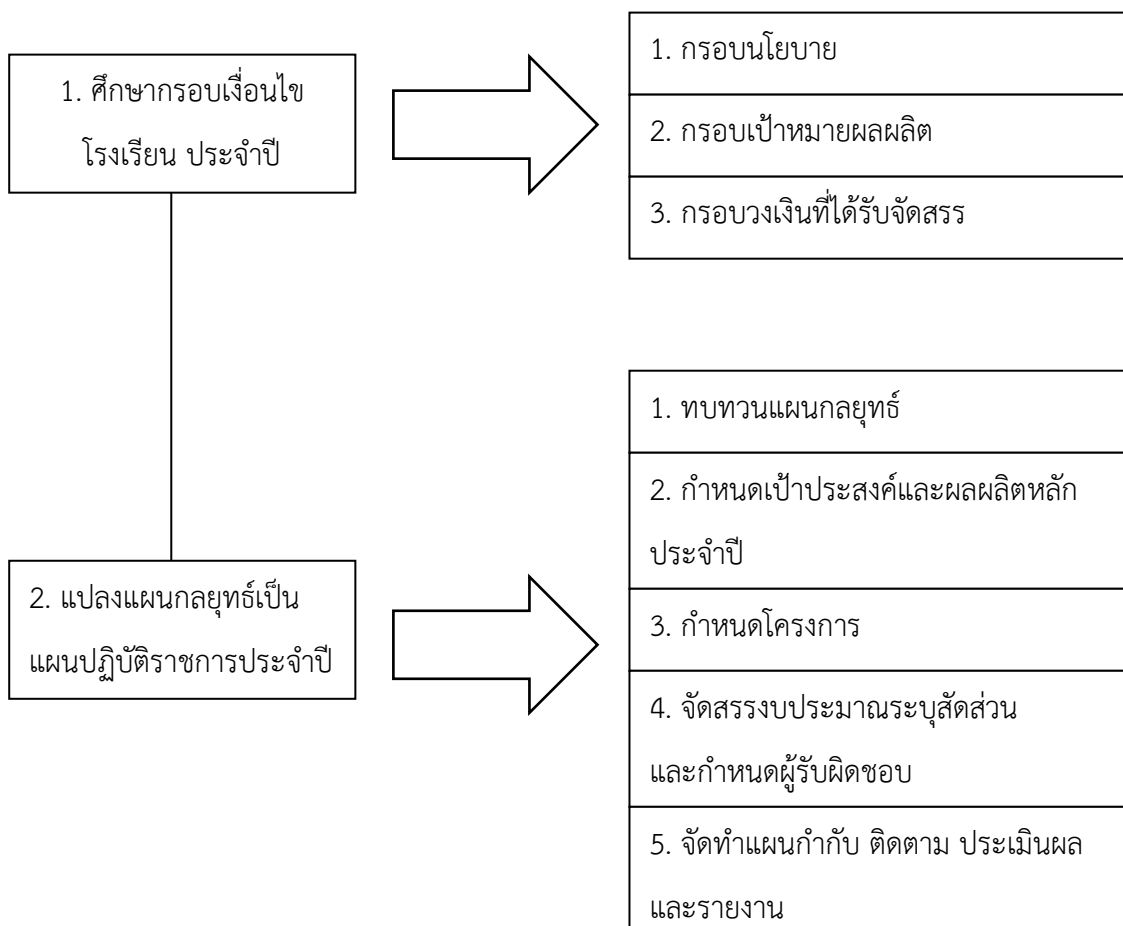 1. ศึกษากรอบเงื่อนไข
โรงเรียน ประจำปี
1. กรอบนโยบาย
2. กรอบเป้าหมายผลผลิต
3. กรอบวงเงินที่ได้รับจัดสรร
2. แปลงแผนกลยุทธ์เป็น
แผนปฏิบัติราชการประจำปี
1. ทบทวนแผนกลยุทธ์
2. กำหนดเป้าประสงค์และผลผลิตหลัก
ประจำปี
3. กำหนดโครงการ
4. จัดสรรงบประมาณระบุสัดส่วน
และกำหนดผู้รับผิดชอบ
5. จัดทำแผนกำกับ ติดตาม ประเมินผล
และรายงาน